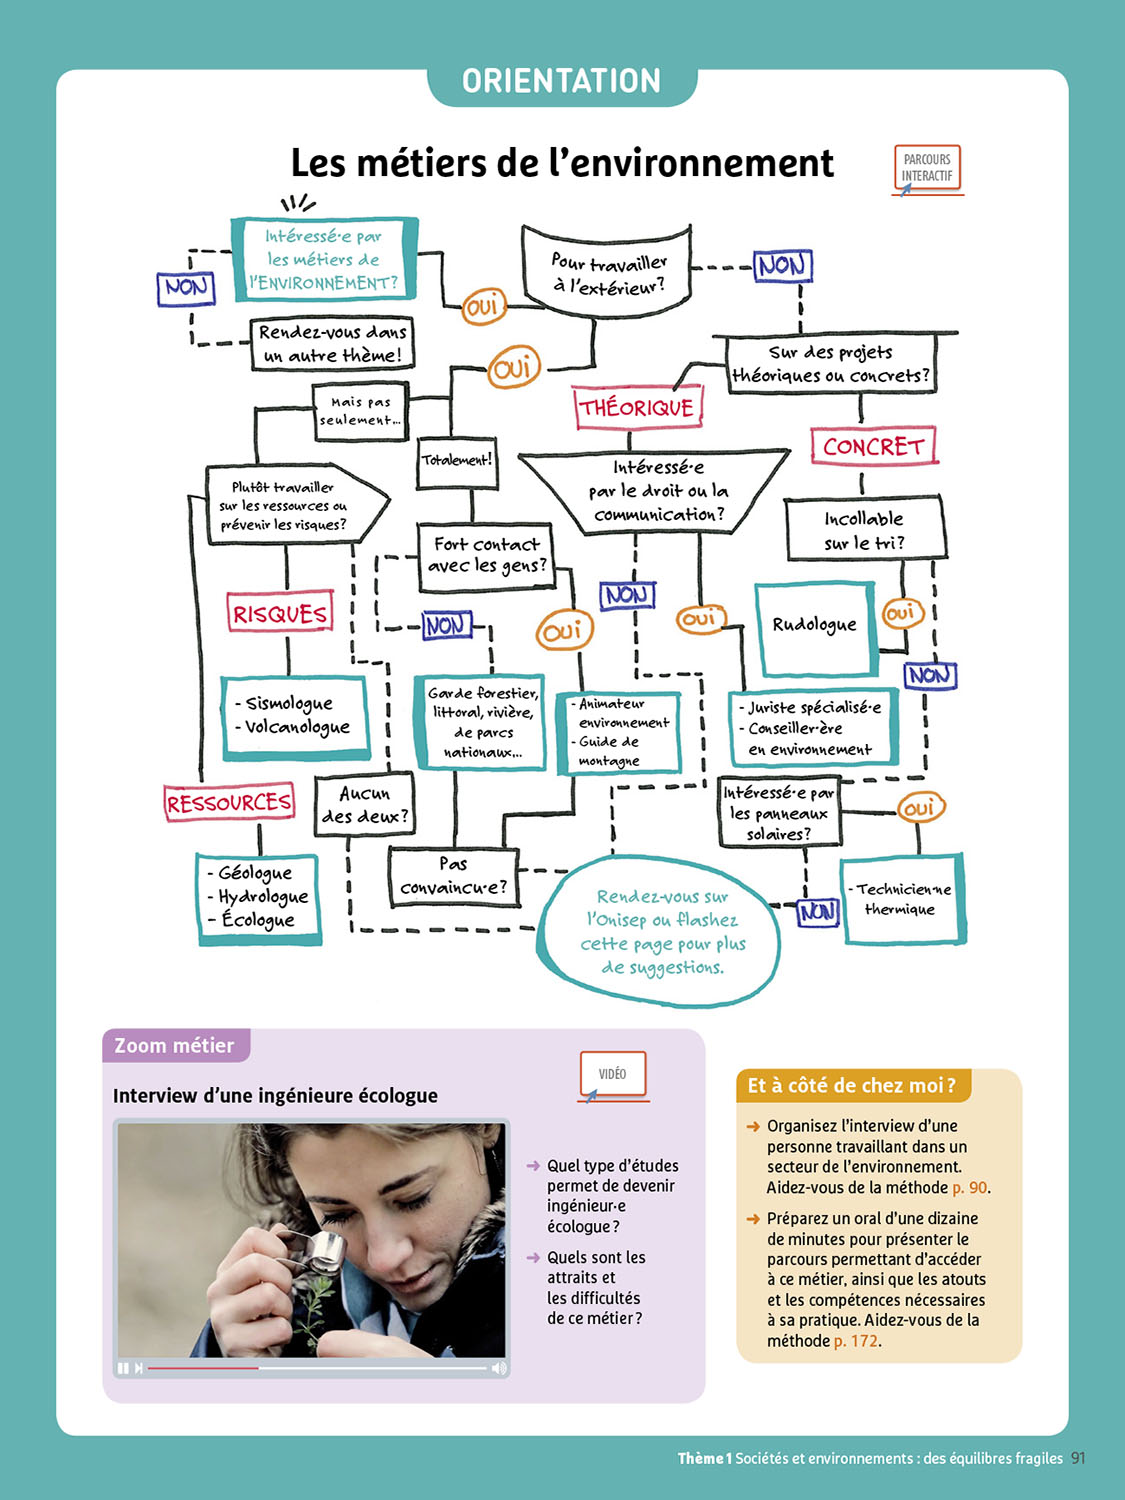 ORIENTATION
Les métiers de l'environnement
PARCOURS
INTERACTIF
Intéressé·e par
les métiers de
l'ENVIRONNEMENT?
NON
Rendez-vous dans
un autre thème!
OUI
Pour travailler
à l'extérieur?
NON
OUI
Sur des projets
théoriques ou concrets?
Mais pas
seulement...
THÉORIQUE
CONCRET
Totalement!
Plutôt travailler
sur les ressources ou
prévenir les risques?
Intéressé·e
par le droit ou la
communication?
Incollable
sur le tri?
Fort contact
avec les gens?
RISQUES
NON
OUI
NON
OUI
Rudologue
OUI
NON
- Sismologue
- Volcanologue
Garde forestier,
littoral, rivière,
de parcs
nationaux...
- Animateur
environnement
- Guide de
montagne
- Juriste spécialisé·e
- Conseiller·ère
en environnement
RESSOURCES
Aucun
des deux?
Intéressé·e par
les panneaux
solaires?
OUI
- Géologue
- Hydrologue
- Écologue
Pas
convaincu·e?
Rendez-vous sur
l'Onisep ou flashez
cette page pour plus
de suggestions.
NON
- Technicien·ne
thermique
Zoom métier
Interview d'une ingénieure écologue
VIDÉO
➜ Quel type d'études
permet de devenir
ingénieur·e
écologue ?
➜ Quels sont les
attraits et
les difficultés
de ce métier ?
Et à côté de chez moi ?
➜ Organisez l'interview d'une
personne travaillant dans un
secteur de l'environnement.
Aidez-vous de la méthode p. 90.
➜ Préparez un oral d'une dizaine
de minutes pour présenter le
parcours permettant d'accéder
à ce métier, ainsi que les atouts
et les compétences nécessaires
à sa pratique. Aidez-vous de la
méthode p. 172.
Thème 1 Sociétés et environnements : des équilibres fragiles 91